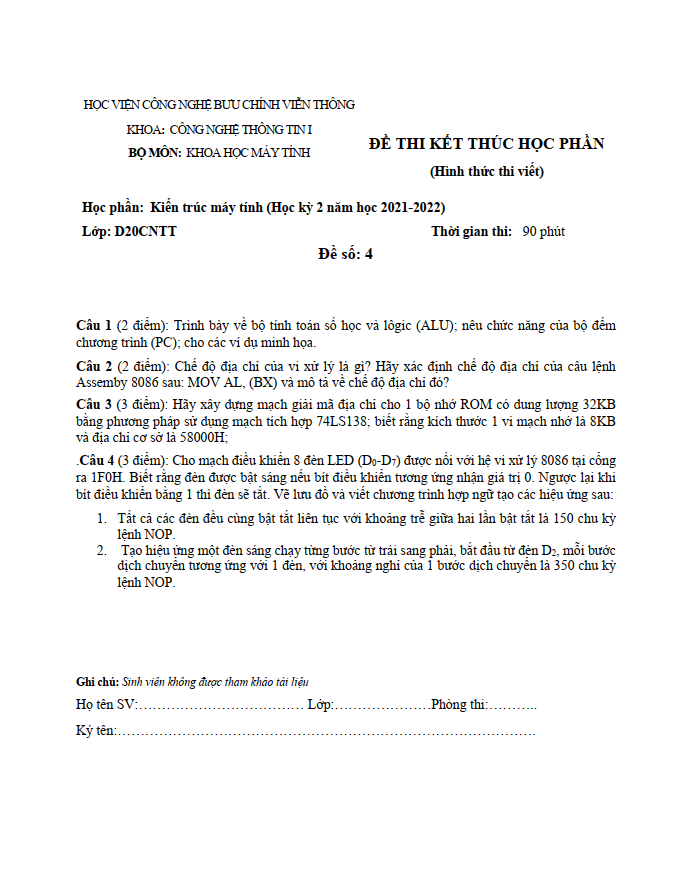 HỌC VIỆN CÔNG NGHỆ BƯU CHÍNH VIỄN THÔNG
KHOA: CÔNG NGHỆ THÔNG TIN I
BỘ MÔN: KHOA HỌC MÁY TÍNH
ĐỀ THI KẾT THÚC HỌC PHẦN
(Hình thức thi viết)
Học phần: Kiến trúc máy tính (Học kỳ 2 năm học 2021-2022)
Lớp: D20CNTT Thời gian thi: 90 phút
Đề số: 4
Câu 1 (2 điểm): Trình bày về bộ tính toán số học và lôgic (ALU); nêu chức năng của bộ đếm
chương trình (PC); cho các ví dụ minh họa.
Câu 2 (2 điểm): Chế độ địa chỉ của vi xử lý là gì? Hãy xác định chế độ địa chỉ của câu lệnh
Assemby 8086 sau: MOV AL, (BX) và mô tả về chế độ địa chỉ đó?
Câu 3 (3 điểm): Hãy xây dựng mạch giải mã địa chỉ cho 1 bộ nhớ ROM có dung lượng 32KB
bằng phương pháp sử dụng mạch tích hợp 74LS138; biết rằng kích thước 1 vi mạch nhớ là 8KB
và địa chỉ cơ sở là 58000H;
.Câu 4 (3 điểm): Cho mạch điều khiển 8 đèn LED (D0-D7) được nối với hệ vi xử lý 8086 tại cổng
ra 1F0H. Biết rằng đèn được bật sáng nếu bít điều khiển tương ứng nhận giá trị 0. Ngược lại khi
bít điều khiển bằng 1 thì đèn sẽ tắt. Vẽ lưu đồ và viết chương trình hợp ngữ tạo các hiệu ứng sau:
1. Tất cả các đèn đều cùng bật tắt liên tục với khoảng trễ giữa hai lần bật tắt là 150 chu kỳ
lệnh NOP.
2. Tạo hiệu ứng một đèn sáng chạy từng bước từ trái sang phải, bắt đầu từ đèn D2, mỗi bước
dịch chuyển tương ứng với 1 đèn, với khoảng nghỉ của 1 bước dịch chuyển là 350 chu kỳ
lệnh NOP.
Ghi chú: Sinh viên không được tham khảo tài liệu
Họ tên SV:……………………………… Lớp:…………………Phòng thi:………..
Ký tên:……………………………………………………………………………….